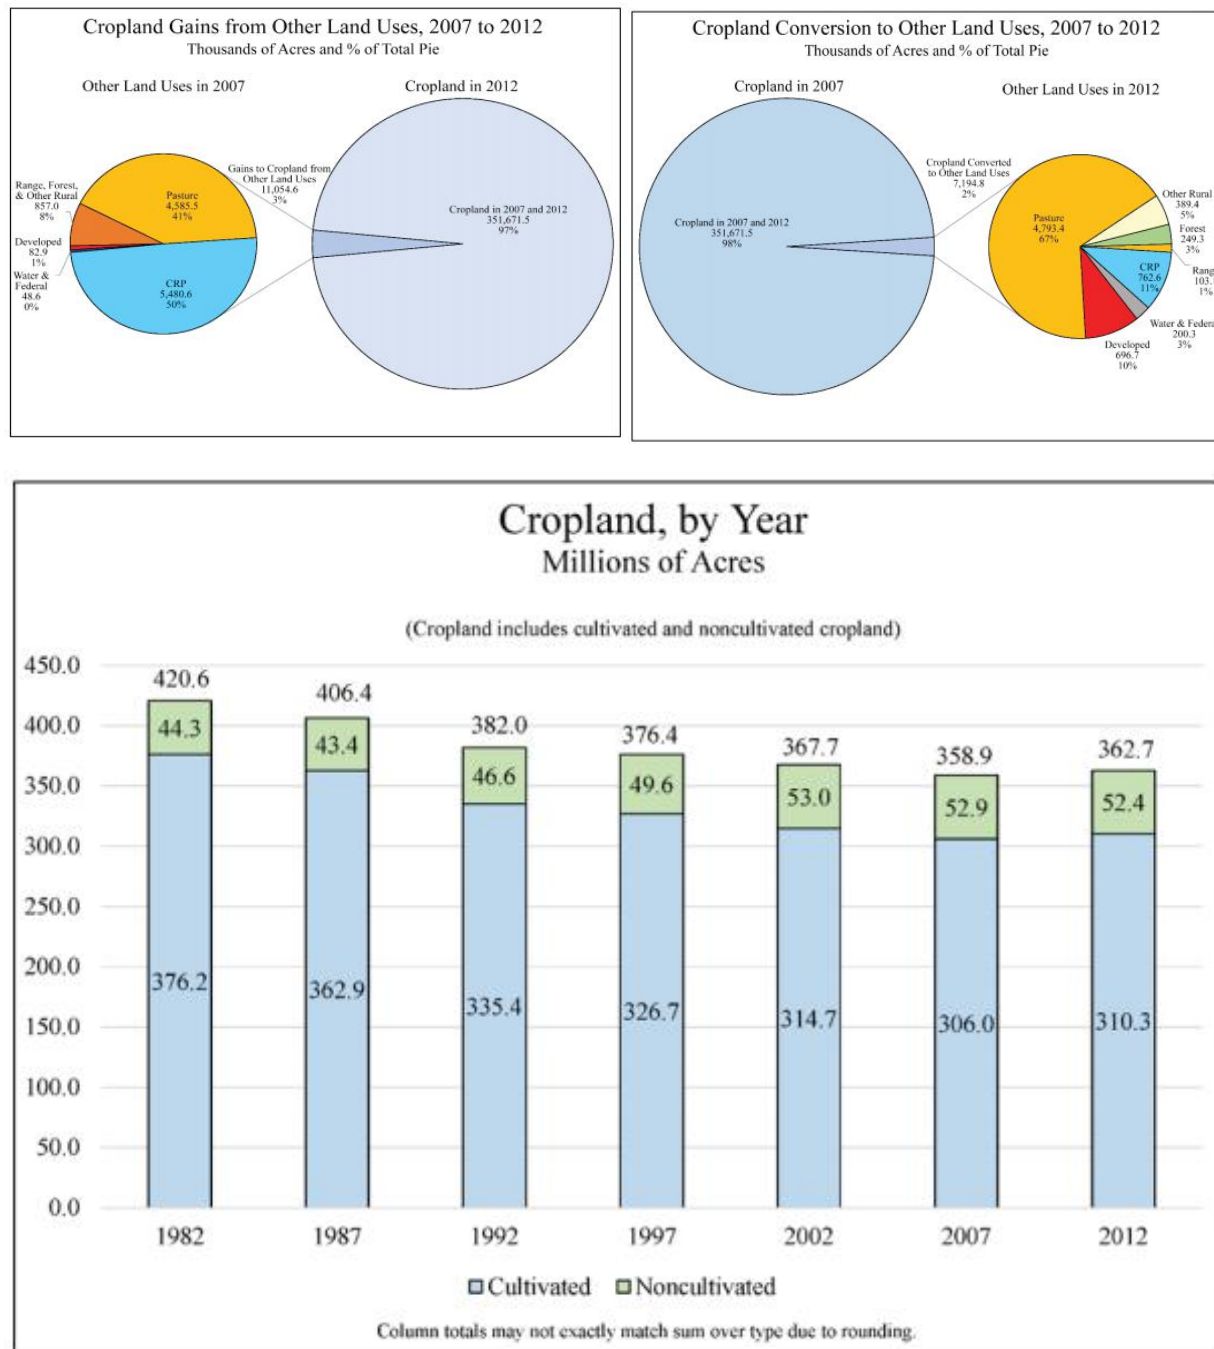 Cropland Gains from Other Land Uses, 2007 to 2012
Thousands of Acres and % of Total Pie
Other Land Uses in 2007
Cropland in 2012
Range, Forest,
& Other Rural
857.0
8%
Pasture
4,585.5
41%
Gains to Cropland from
Other Land Uses
11,054.6
3%
Cropland in 2007 and 2012
351,671.5
97%
Developed
82.9
1%
Water &
Federal
48.6
0%
CRP
5,480.6
50%
Cropland Conversion to Other Land Uses, 2007 to 2012
Thousands of Acres and % of Total Pie
Cropland in 2007
Other Land Uses in 2012
Cropland in 2007 and 2012
351,671.5
98%
Cropland Converted
to Other Land Uses
7,194.8
2%
Pasture
4,793.4
67%
Other Rural
389.4
5%
Forest
249.3
3%
Rang
103.
1%
CRP
762.6
11%
Water & Federa
200.3
3%
Developed
696.7
10%
Cropland, by Year
Millions of Acres
(Cropland includes cultivated and noncultivated cropland)
450.0
400.0
350.0
300.0
250.0
200.0
150.0
100.0
50.0
0.0
420.6
44.3
376.2
406.4
43.4
362.9
382.0
46.6
335.4
376.4
49.6
326.7
367.7
53.0
314.7
358.9
52.9
306.0
362.7
52.4
310.3
1982 1987 1992 1997 2002 2007 2012
Cultivated Noncultivated
Column totals may not exactly match sum over type due to rounding.